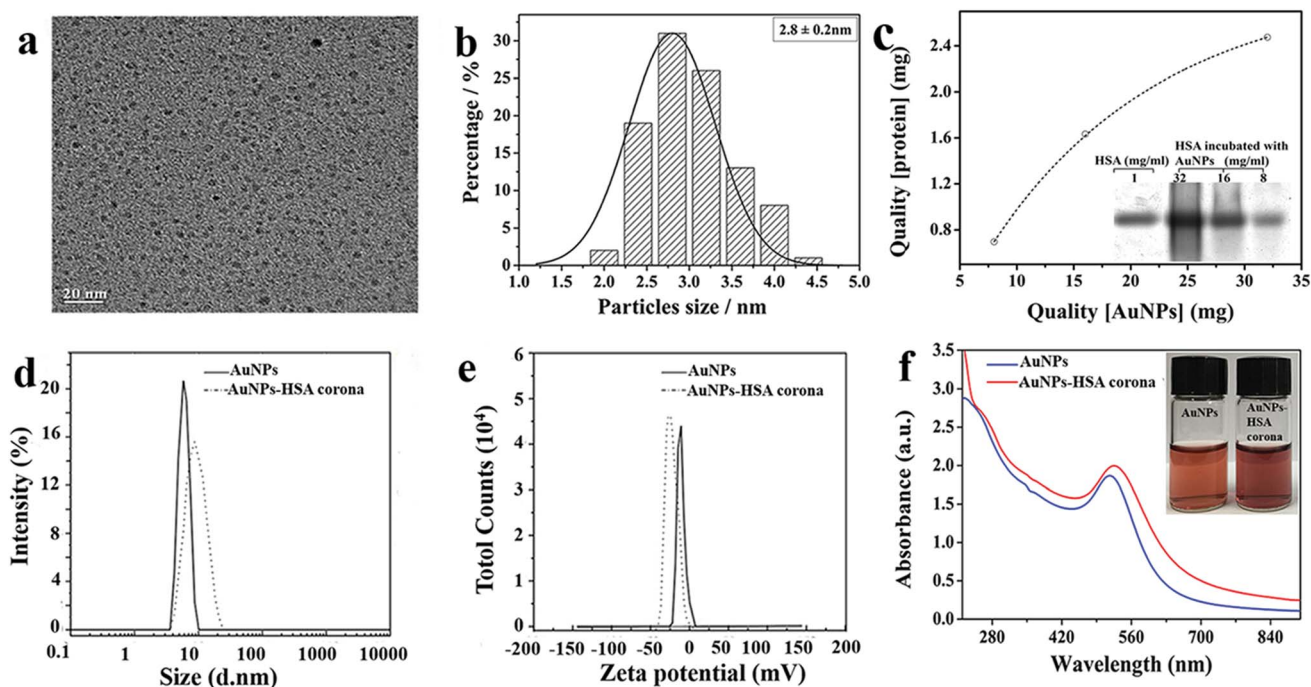 a
20 nm
b
2.8 ± 0.2nm
Percentage / %
30
25
20
15
10
5
0
1.0 1.5 2.0 2.5 3.0 3.5 4.0 4.5 5.0
Particles size / nm
c
Quality [protein] (mg)
2.4
1.6
0.8
HSA incubated with
HSA (mg/ml) AuNPs (mg/ml)
1 32 16 8
5 10 15 20 25 30 35
Quality [AuNPs] (mg)
d
AuNPs
AuNPs-HSA corona
Intensity (%)
20
16
12
8
4
0
0.1 1 10 100 1000 10000
Size (d.nm)
e
AuNPs
AuNPs-HSA corona
Totol Counts (10⁴)
6
5
4
3
2
1
0
-200 -150 -100 -50 0 50 100 150 200
Zeta potential (mV)
f
AuNPs
AuNPs-HSA corona
Absorbance (a.u.)
3.5
3.0
2.5
2.0
1.5
1.0
0.5
0.0
280 420 560 700 840
Wavelength (nm)
AuNPs
AuNPs-
HSA
corona